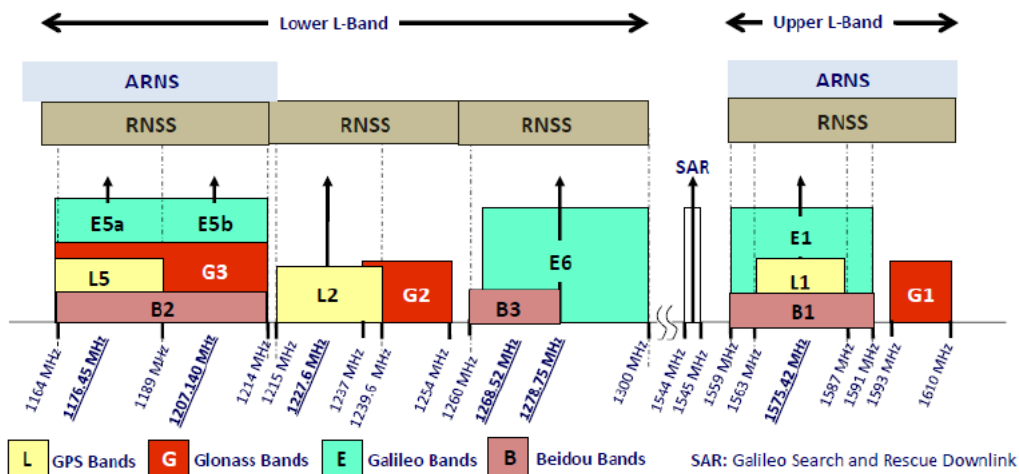 Lower L-Band
Upper L-Band
ARNS
ARNS
RNSS
RNSS
RNSS
RNSS
SAR
E5a
E5b
E1
L5
G3
L2
G2
E6
L1
G1
B2
B3
B1
1164 MHz
1176.45 MHz
1189 MHz
1207.140 MHz
1214 MHz
1215 MHz
1227.6 MHz
1237 MHz
1239.6 MHz
1254 MHz
1260 MHz
1268.52 MHz
1278.75 MHz
1300 MHz
1544 MHz
1545 MHz
1559 MHz
1563 MHz
1575.42 MHz
1587 MHz
1591 MHz
1593 MHz
1610 MHz
L GPS Bands
G Glonass Bands
E Galileo Bands
B Beidou Bands
SAR: Galileo Search and Rescue Downlink